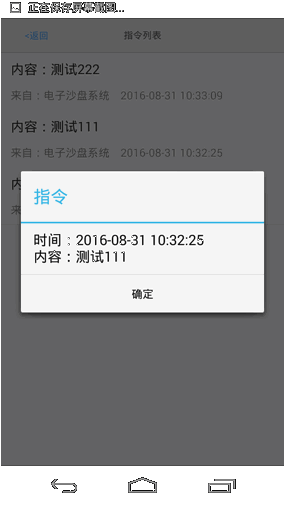 正在保存屏幕截图...
<返回
指令列表
内容：测试222
来自：电子沙盘系统 2016-08-31 10:33:09
内容：测试111
来自：电子沙盘系统 2016-08-31 10:32:25
指令
时间：2016-08-31 10:32:25
内容：测试111
确定